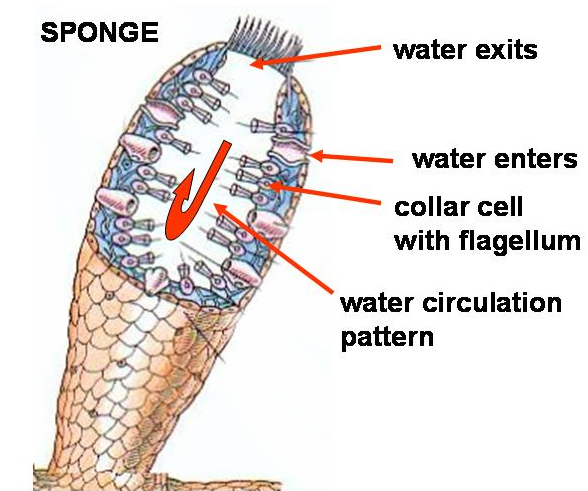 SPONGE
water exits
water enters
collar cell
with flagellum
water circulation
pattern